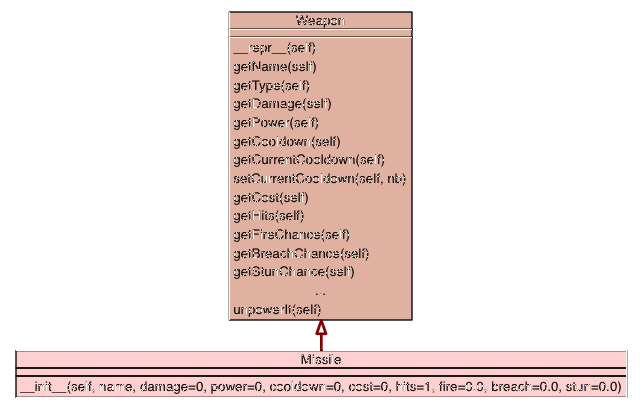 Weapon
__repr__(self)
getName(self)
getType(self)
getDamage(self)
getPower(self)
getCooldown(self)
getCurrentCooldown(self)
setCurrentCooldown(self, nb)
getCost(self)
getHits(self)
getFireChance(self)
getBreachChance(self)
getStunChance(self)
...
unpowerIt(self)
Missile
__init__(self, name, damage=0, power=0, cooldown=0, cost=0, hits=1, fire=0.0, breach=0.0, stun=0.0)